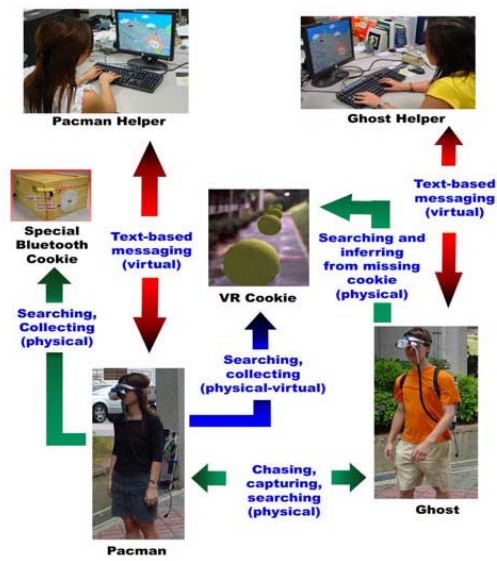 Pacman Helper
Ghost Helper
Special
Bluetooth
Cookie
Text-based
messaging
(virtual)
VR Cookie
Searching and
inferring
from missing
cookie
(physical)
Text-based
messaging
(virtual)
Searching,
Collecting
(physical)
Searching,
collecting
(physical-virtual)
Chasing,
capturing,
searching
(physical)
Pacman
Ghost